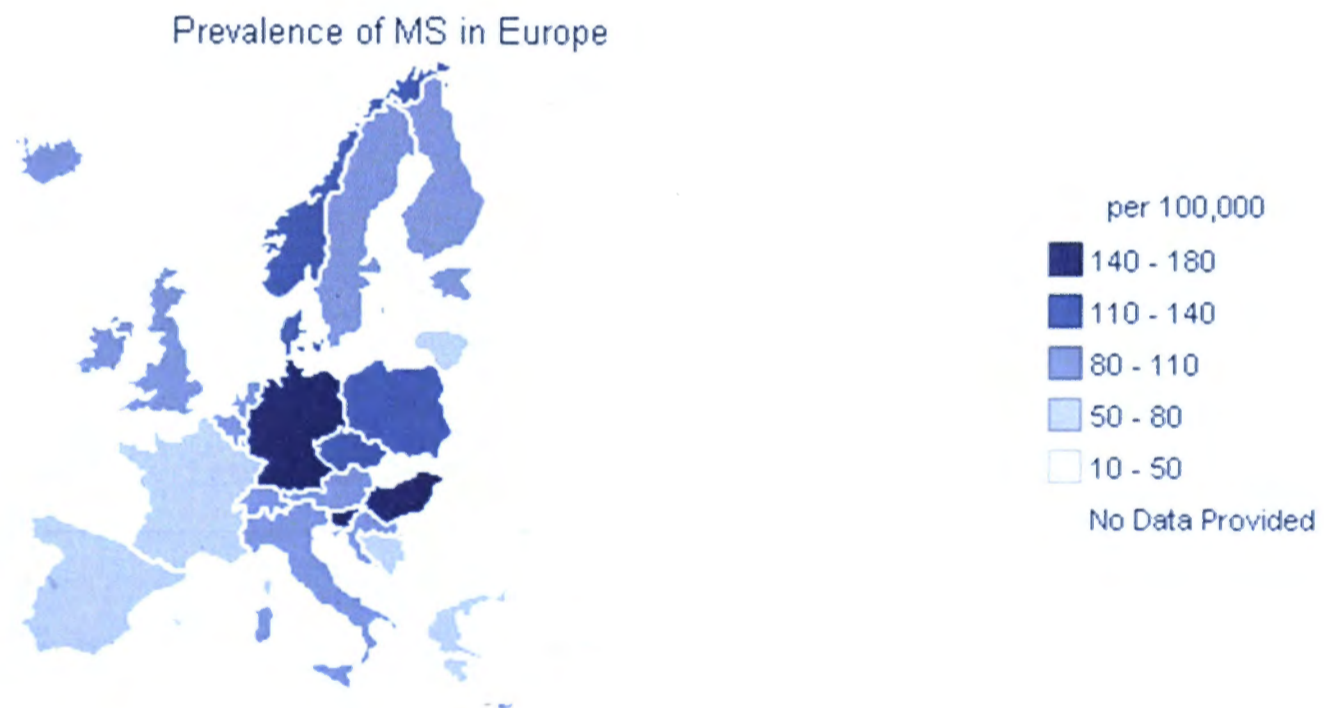 Prevalence of MS in Europe
per 100,000
140 - 180
110 - 140
80 - 110
50 - 80
10 - 50
No Data Provided